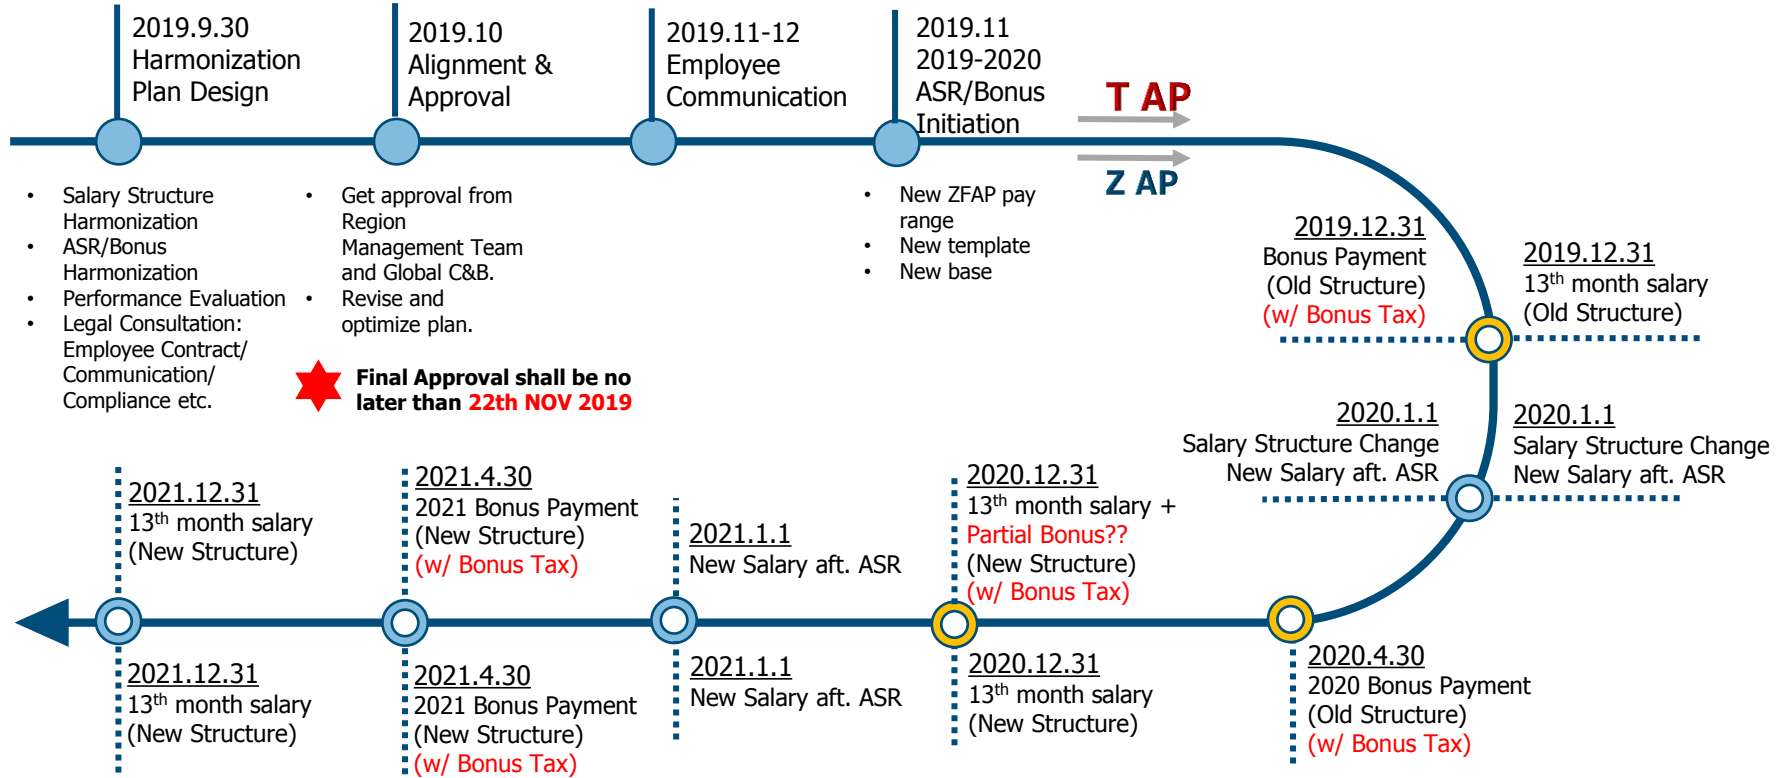 2019.9.30
Harmonization
Plan Design
2019.10
Alignment &
Approval
2019.11-12
Employee
Communication
2019.11
2019-2020
ASR/Bonus
Initiation
T AP
Z AP
• Salary Structure
Harmonization
• ASR/Bonus
Harmonization
• Performance Evaluation
• Legal Consultation:
Employee Contract/
Communication/
Compliance etc.
• Get approval from
Region
Management Team
and Global C&B.
• Revise and
optimize plan.
Final Approval shall be no
later than 22th NOV 2019
• New ZFAP pay
range
• New template
• New base
2019.12.31
Bonus Payment
(Old Structure)
(w/ Bonus Tax)
2019.12.31
13th month salary
(Old Structure)
2020.1.1
Salary Structure Change
New Salary aft. ASR
2020.1.1
Salary Structure Change
New Salary aft. ASR
2021.12.31
13th month salary
(New Structure)
2021.4.30
2021 Bonus Payment
(New Structure)
(w/ Bonus Tax)
2021.1.1
New Salary aft. ASR
2020.12.31
13th month salary +
Partial Bonus??
(New Structure)
(w/ Bonus Tax)
2021.12.31
13th month salary
(New Structure)
2021.4.30
2021 Bonus Payment
(New Structure)
(w/ Bonus Tax)
2021.1.1
New Salary aft. ASR
2020.12.31
13th month salary
(New Structure)
2020.4.30
2020 Bonus Payment
(Old Structure)
(w/ Bonus Tax)